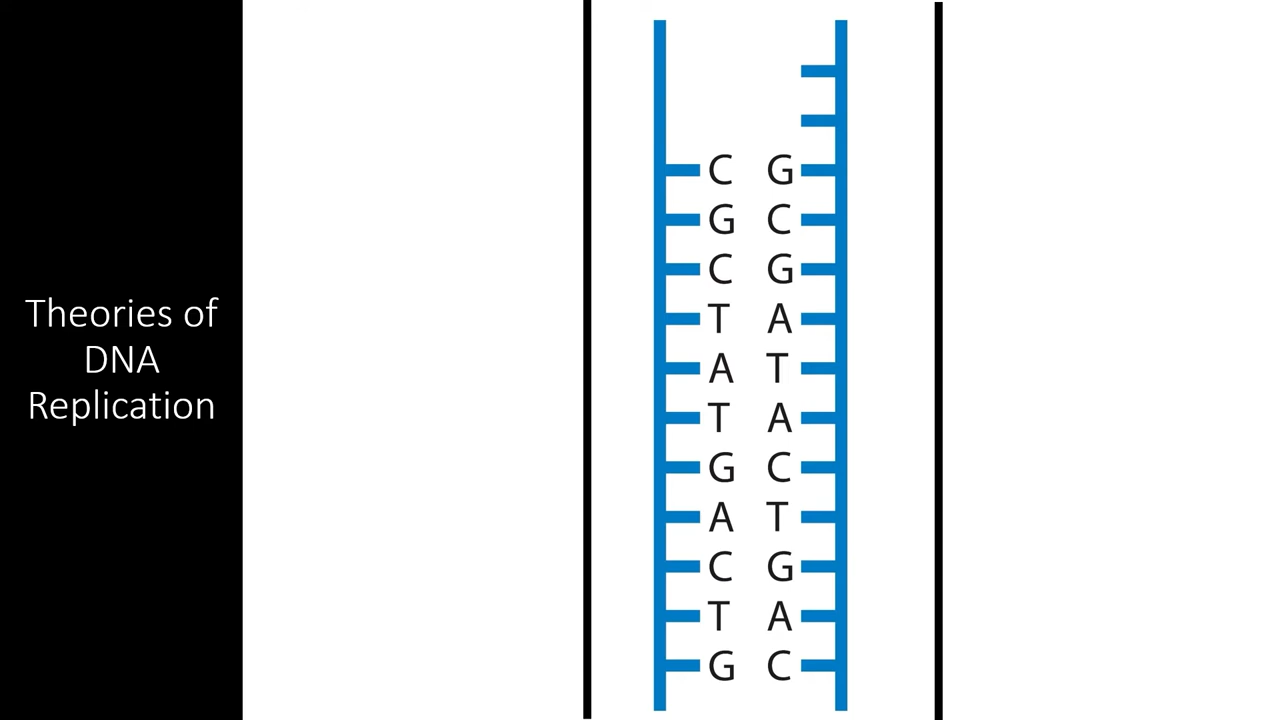 Theories of
DNA
Replication
C G
G C
C G
T A
A T
T A
G C
A T
C G
T A
G C